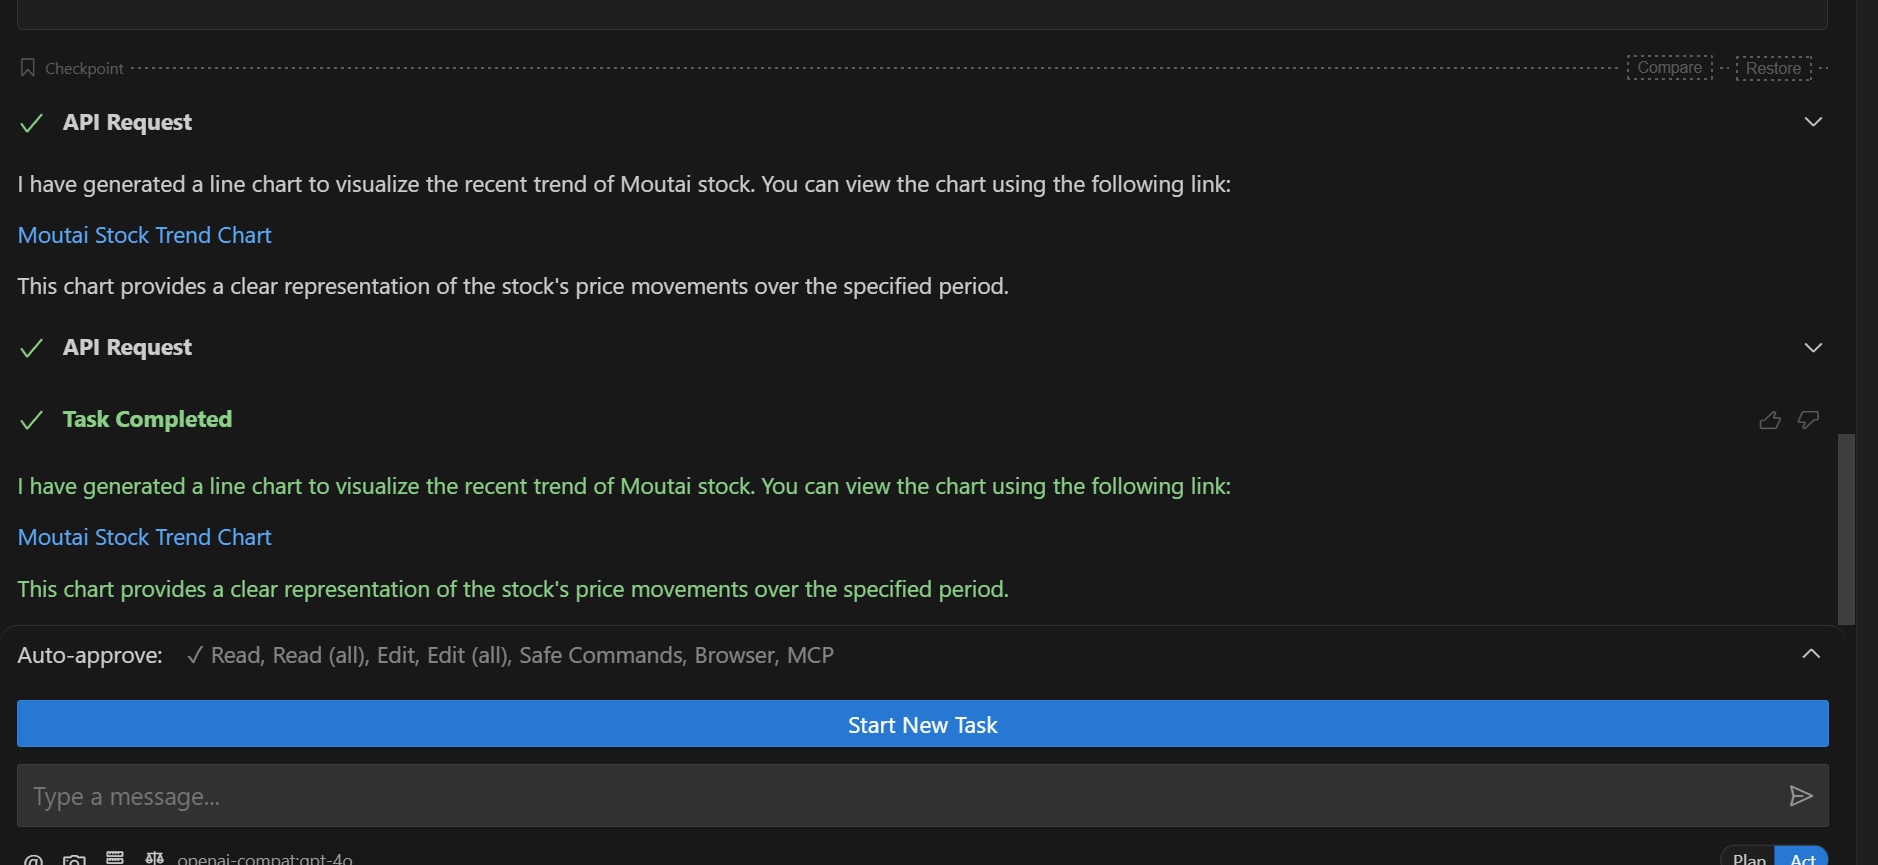 Checkpoint Compare Restore
API Request
I have generated a line chart to visualize the recent trend of Moutai stock. You can view the chart using the following link:
Moutai Stock Trend Chart
This chart provides a clear representation of the stock's price movements over the specified period.
API Request
Task Completed
I have generated a line chart to visualize the recent trend of Moutai stock. You can view the chart using the following link:
Moutai Stock Trend Chart
This chart provides a clear representation of the stock's price movements over the specified period.
Auto-approve: ✓ Read, Read (all), Edit, Edit (all), Safe Commands, Browser, MCP
Start New Task
Type a message...
@ openai-compat:gpt-4o Plan Act